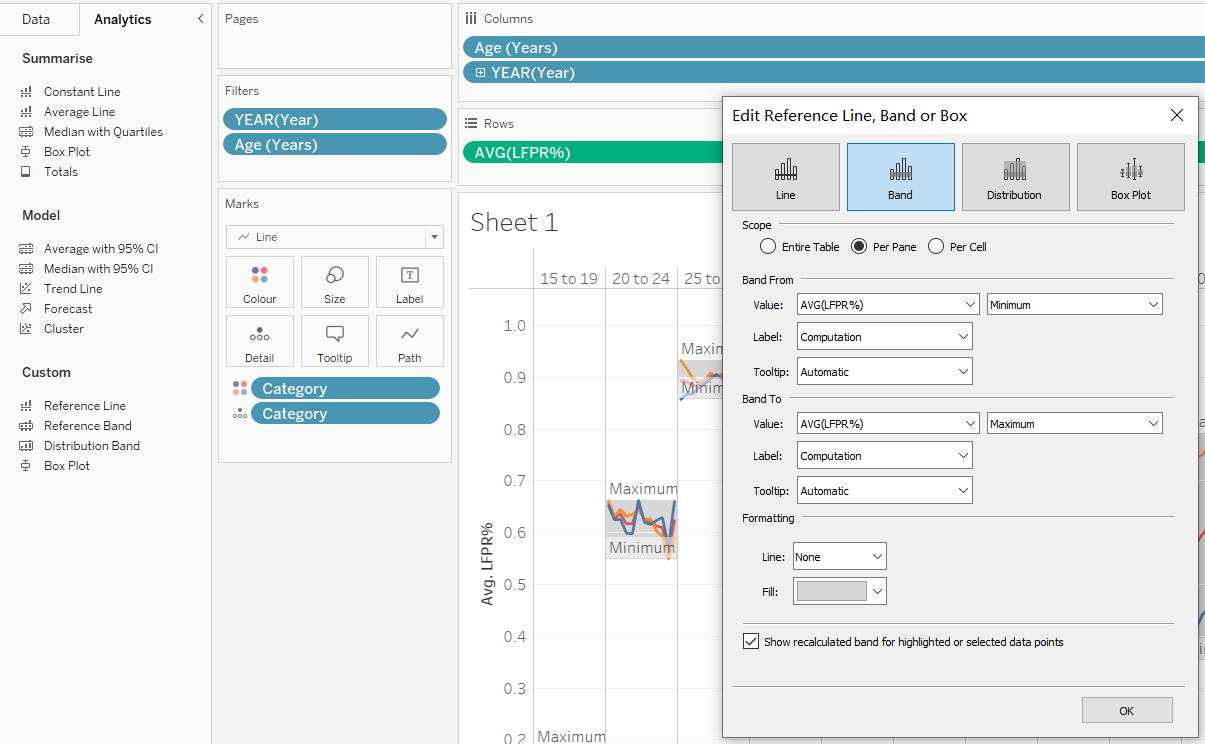 Data
Analytics
Summarise
Constant Line
Average Line
Median with Quartiles
Box Plot
Totals
Model
Average with 95% CI
Median with 95% CI
Trend Line
Forecast
Cluster
Custom
Reference Line
Reference Band
Distribution Band
Box Plot
Pages
Filters
YEAR(Year)
Age (Years)
Marks
Line
Colour
Size
Label
Detail
Tooltip
Path
Category
Category
Columns
Age (Years)
YEAR(Year)
Rows
AVG(LFPR%)
Sheet 1
15 to 19
20 to 24
25 to
Avg. LFPR%
1.0
0.9
0.8
0.7
0.6
0.5
0.4
0.3
0.2
Maximum
Minimum
Maximum
Edit Reference Line, Band or Box
Line
Band
Distribution
Box Plot
Scope
Entire Table
Per Pane
Per Cell
Band From
Value: AVG(LFPR%) Minimum
Label: Computation
Tooltip: Automatic
Band To
Value: AVG(LFPR%) Maximum
Label: Computation
Tooltip: Automatic
Formatting
Line: None
Fill:
Show recalculated band for highlighted or selected data points
OK